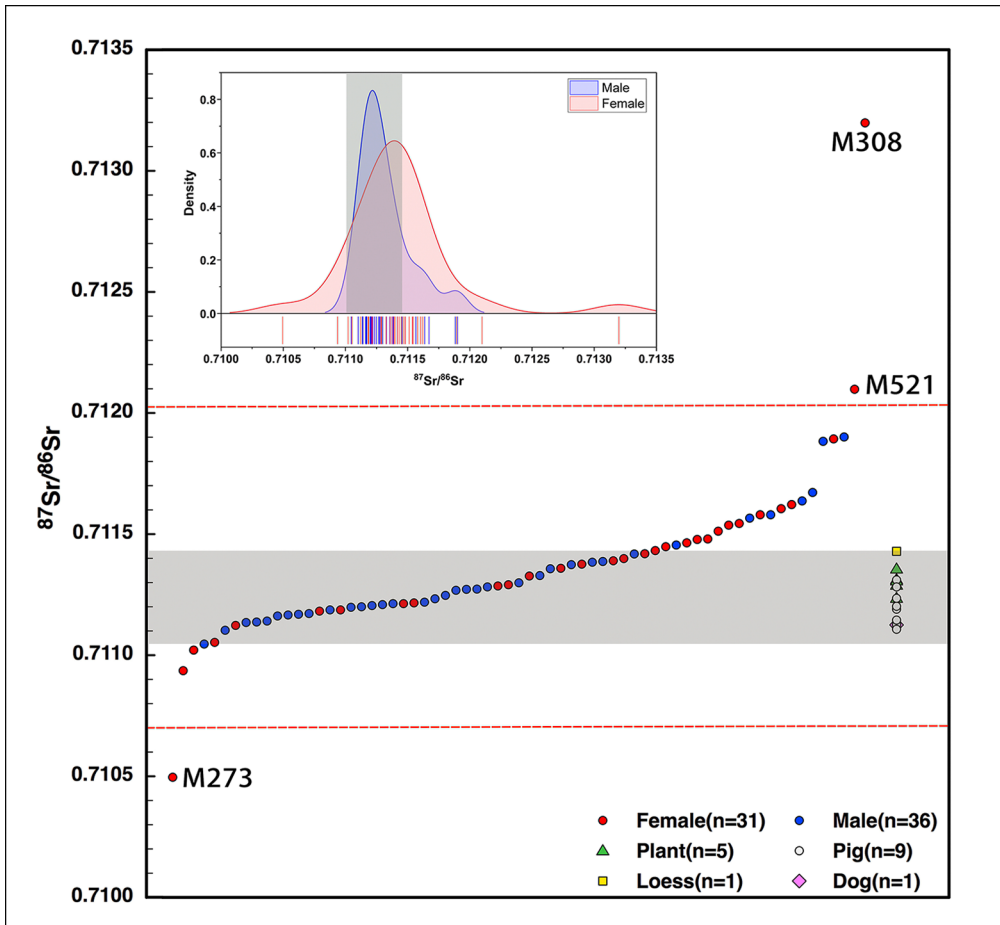 0.7135
0.7130
0.7125
0.7120
0.7115
0.7110
0.7105
0.7100
87Sr/86Sr
0.8
0.6
0.4
0.2
0.0
Density
Male
Female
0.7100 0.7105 0.7110 0.7115 0.7120 0.7125 0.7130 0.7135
87Sr/86Sr
M308
M521
M273
Female(n=31) Male(n=36)
Plant(n=5) Pig(n=9)
Loess(n=1) Dog(n=1)